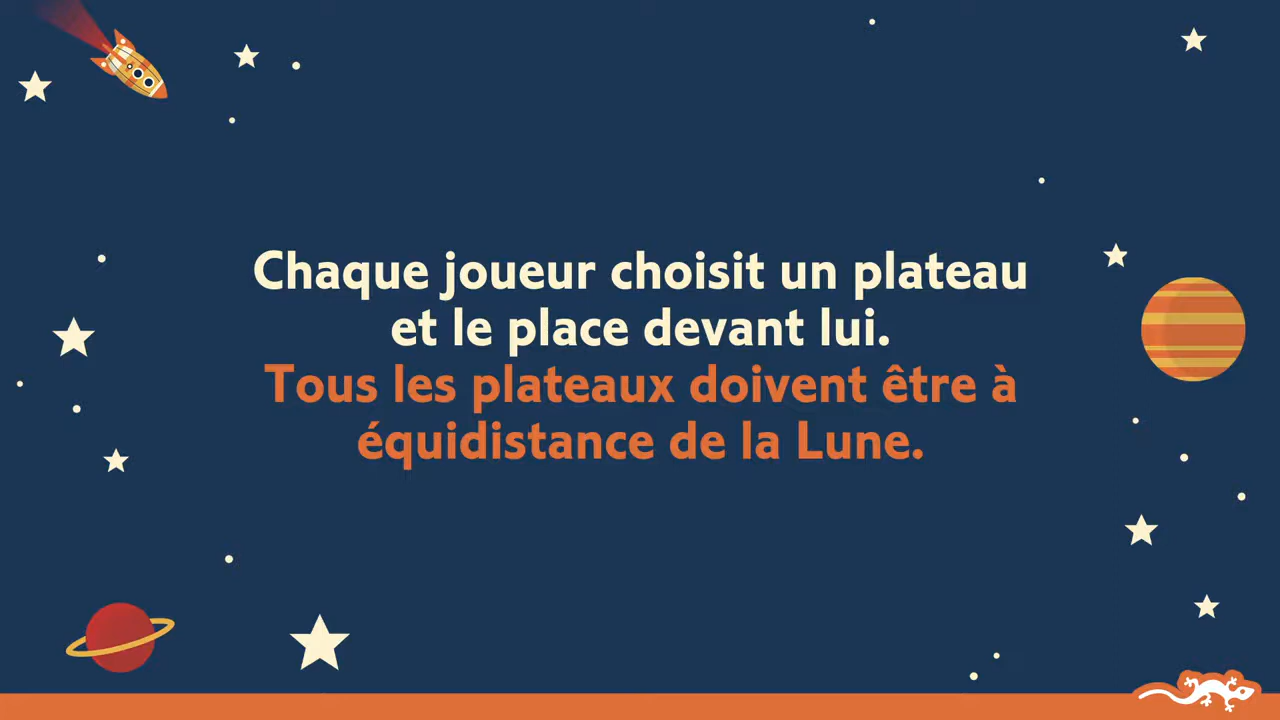 Chaque joueur choisit un plateau
et le place devant lui.
Tous les plateaux doivent être à
équidistance de la Lune.